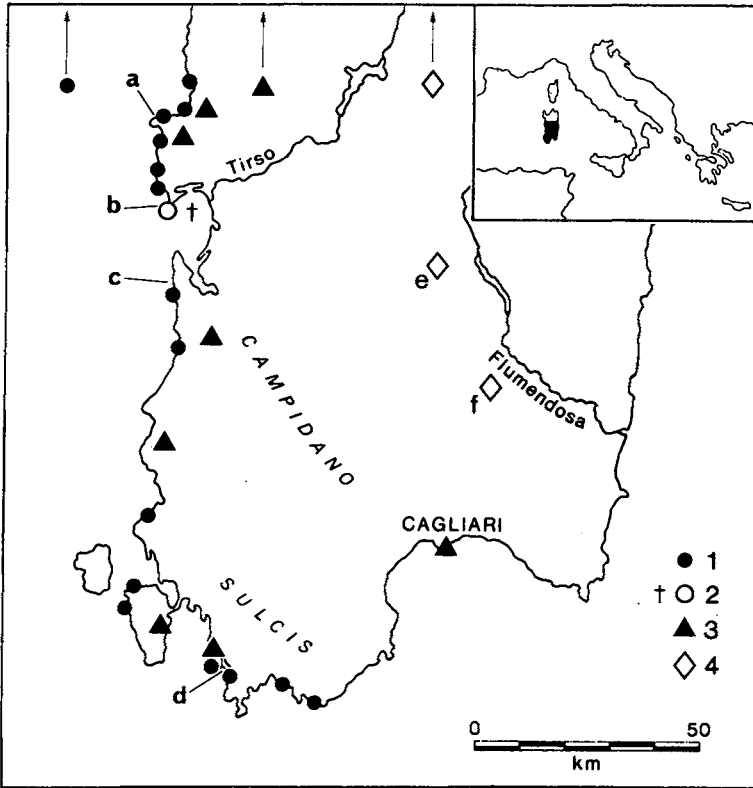 a
Tirso
b
†
c
e
CAMPIDANO
f
Flumendosa
CAGLIARI
SULCIS
d
1
† 2
3
4
0 50
km